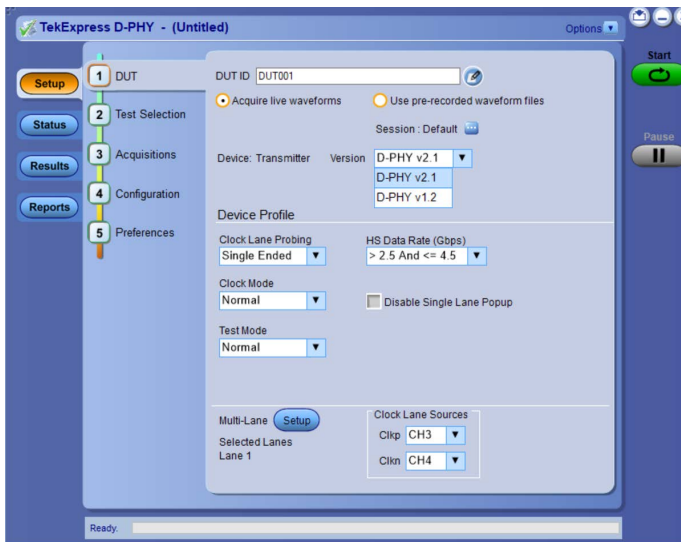 TekExpress D-PHY - (Untitled)
Options
Start
Pause
Setup
Status
Results
Reports
1 DUT
2 Test Selection
3 Acquisitions
4 Configuration
5 Preferences
DUT ID DUT001
Acquire live waveforms
Use pre-recorded waveform files
Session : Default
Device: Transmitter Version D-PHY v2.1
D-PHY v2.1
D-PHY v1.2
Device Profile
Clock Lane Probing
Single Ended
HS Data Rate (Gbps)
> 2.5 And <= 4.5
Clock Mode
Normal
Disable Single Lane Popup
Test Mode
Normal
Multi-Lane Setup
Selected Lanes
Lane 1
Clock Lane Sources
Clkp CH3
Clkn CH4
Ready.